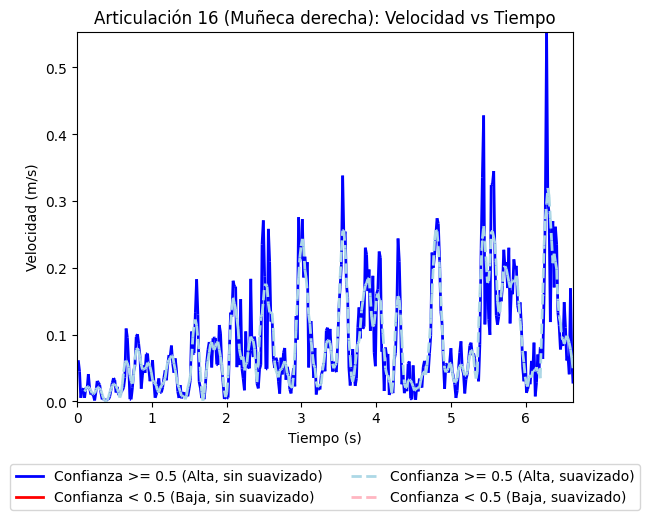 Articulación 16 (Muñeca derecha): Velocidad vs Tiempo
Velocidad (m/s)
0.5
0.4
0.3
0.2
0.1
0.0
0 1 2 3 4 5 6
Tiempo (s)
Confianza >= 0.5 (Alta, sin suavizado) Confianza >= 0.5 (Alta, suavizado)
Confianza < 0.5 (Baja, sin suavizado) Confianza < 0.5 (Baja, suavizado)